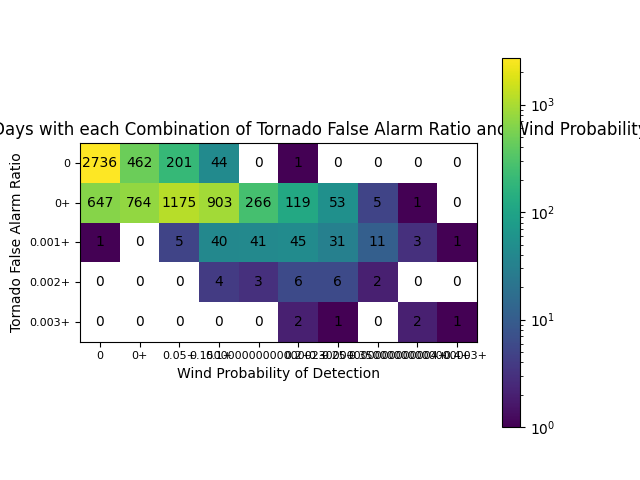 Days with each Combination of Tornado False Alarm Ratio and Wind Probability
Tornado False Alarm Ratio
0 2736 462 201 44 0 1 0 0 0 0
0+ 647 764 1175 903 266 119 53 5 1 0
0.001+ 1 0 5 40 41 45 31 11 3 1
0.002+ 0 0 0 4 3 6 6 2 0 0
0.003+ 0 0 0 0 0 2 1 0 2 1
0 0+ 0.05+
Wind Probability of Detection
10³
10²
10¹
10⁰